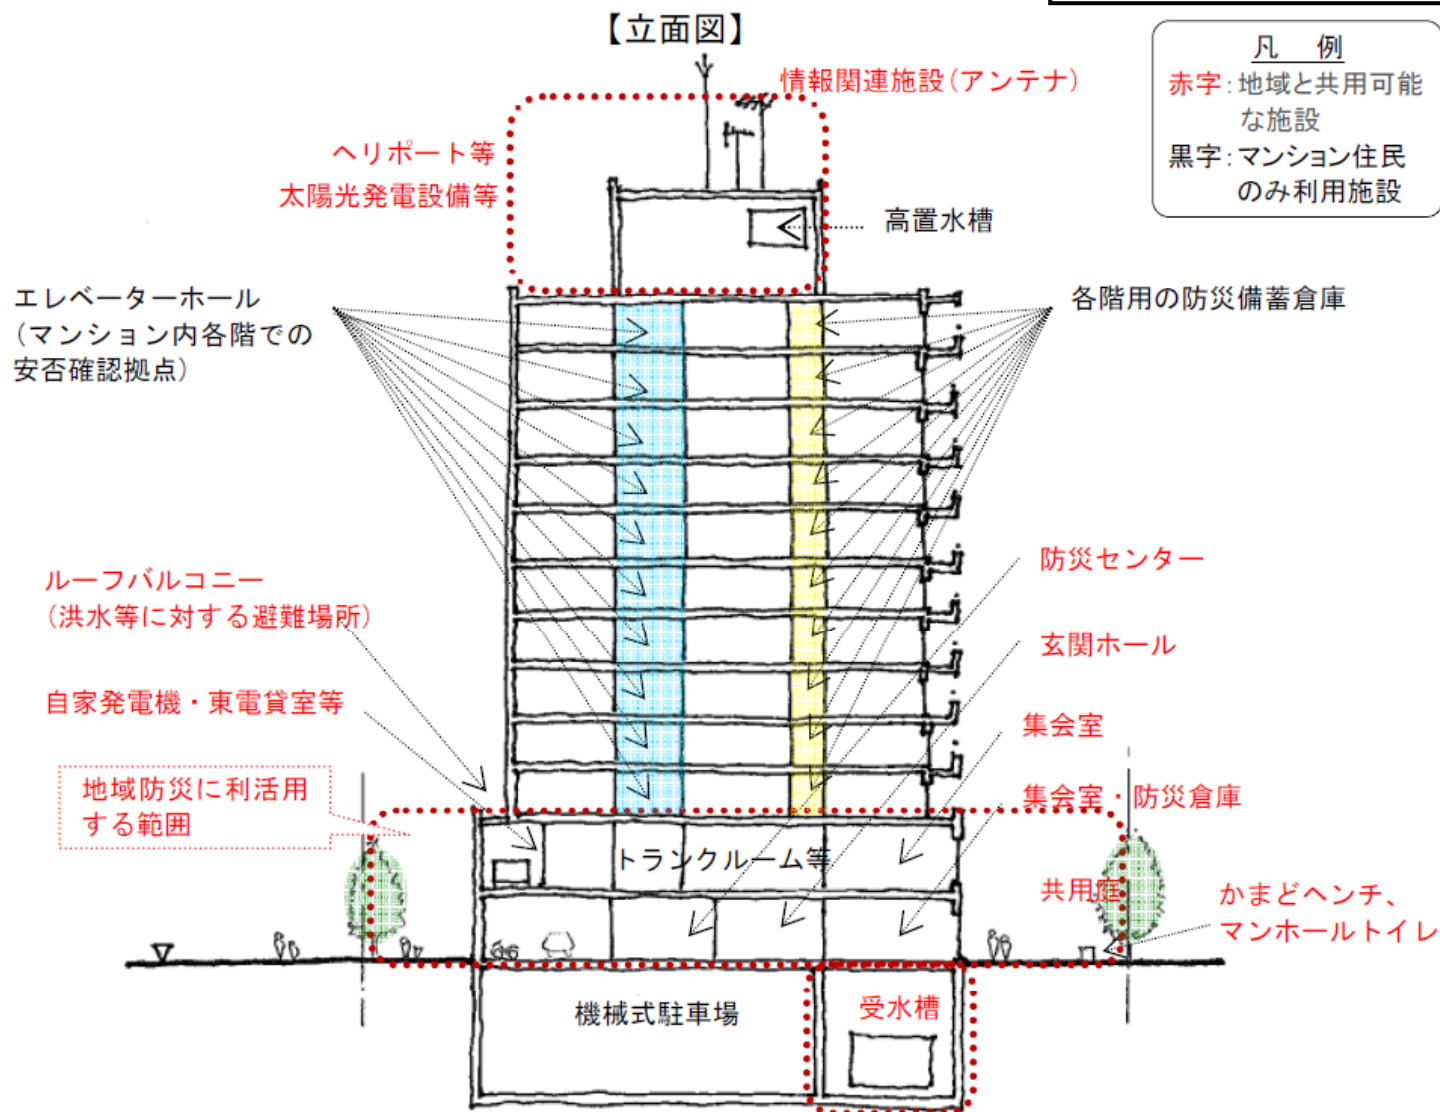 【立面図】
凡　例
赤字：地域と共用可能
な施設
黒字：マンション住民
のみ利用施設
情報関連施設(アンテナ)
ヘリポート等
太陽光発電設備等
高置水槽
エレベーターホール
(マンション内各階での
安否確認拠点)
各階用の防災備蓄倉庫
ルーフバルコニー
(洪水等に対する避難場所)
防災センター
玄関ホール
自家発電機・東電貸室等
集会室
地域防災に利活用
する範囲
集会室・防災倉庫
トランクルーム等
共用庭
かまどヘンチ、
マンホールトイレ
機械式駐車場
受水槽